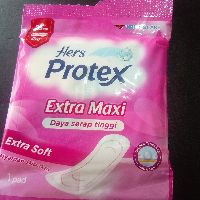 Hers
Protex
Extra Maxi
Daya serap tinggi
Extra Soft
1 pad